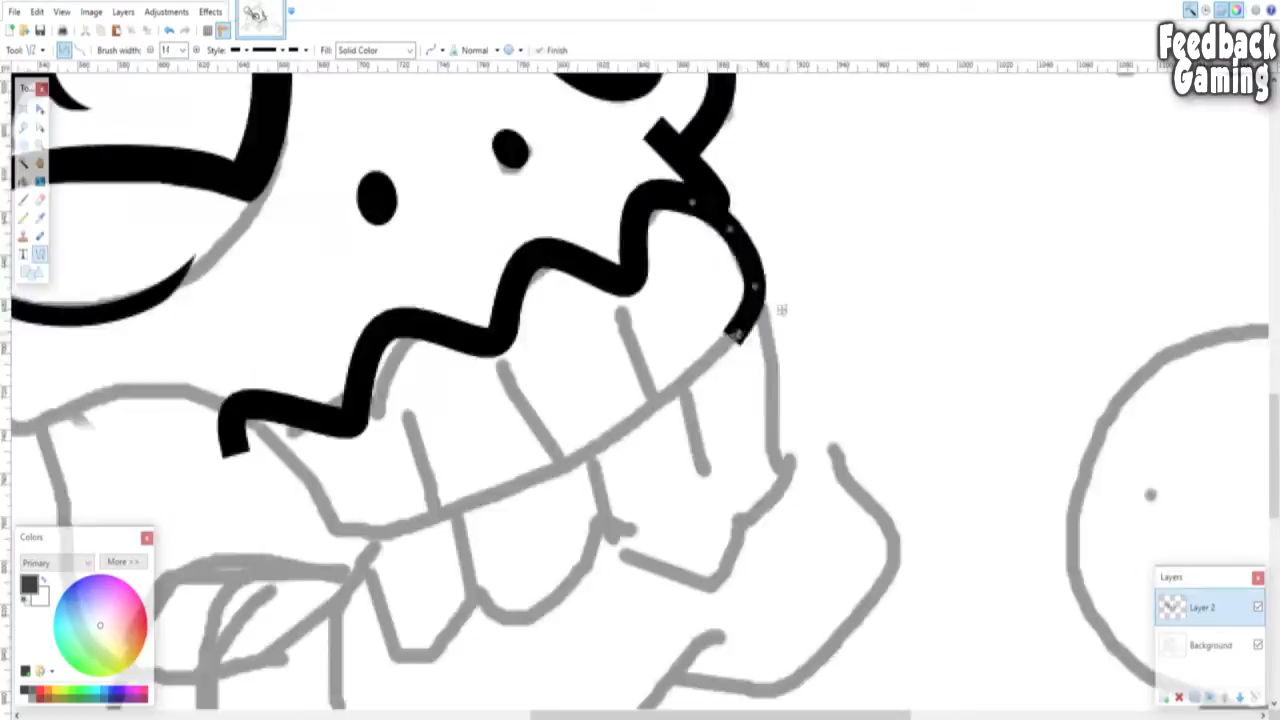 File Edit View Image Layers Adjustments Effects
Feedback
Gaming
Tool: Brush width: Style: Fill: Solid Color Normal Finish
To...
Colors
Primary More >>
Layers
Layer 2
Background